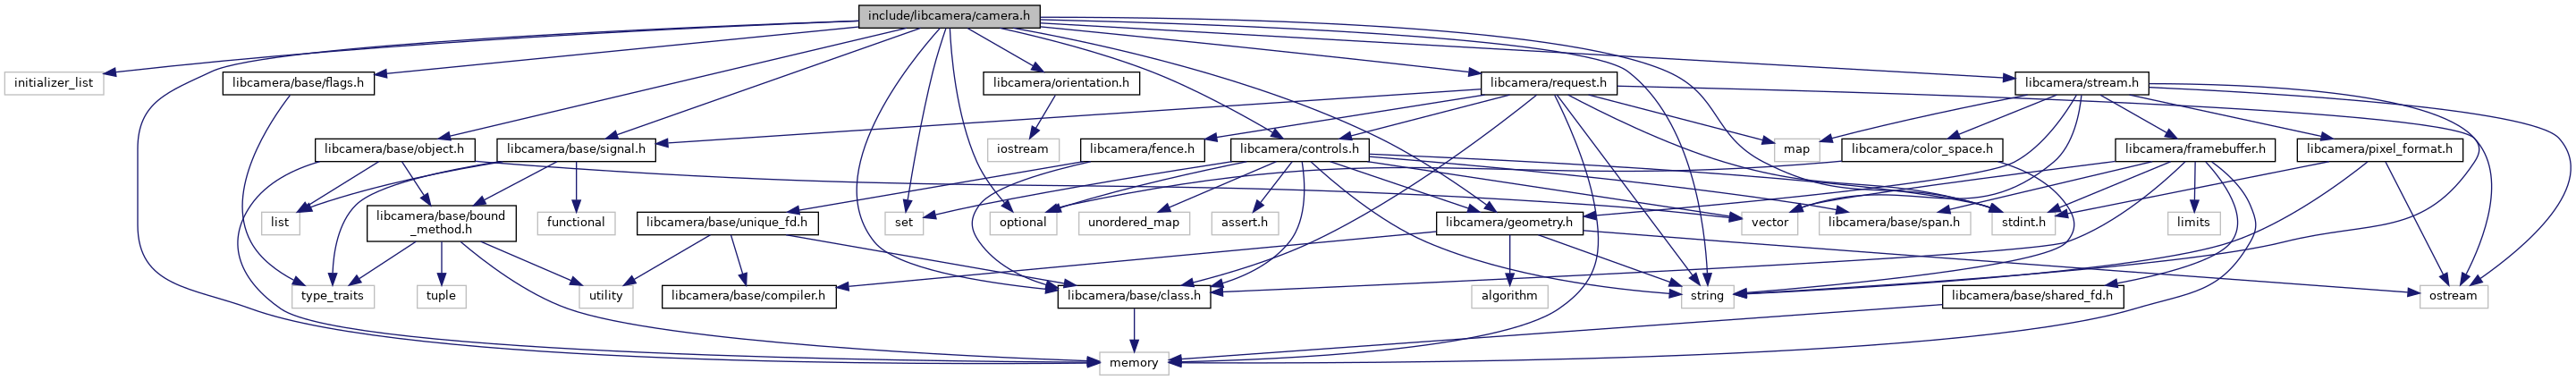 include/libcamera/camera.h
initializer_list
libcamera/base/flags.h
libcamera/orientation.h
libcamera/request.h
libcamera/stream.h
libcamera/base/object.h
libcamera/base/signal.h
iostream
libcamera/fence.h
libcamera/controls.h
map
libcamera/color_space.h
libcamera/framebuffer.h
libcamera/pixel_format.h
list
libcamera/base/bound
_method.h
functional
libcamera/base/unique_fd.h
set
optional
unordered_map
assert.h
libcamera/geometry.h
vector
libcamera/base/span.h
stdint.h
limits
type_traits
tuple
utility
libcamera/base/compiler.h
libcamera/base/class.h
algorithm
string
libcamera/base/shared_fd.h
ostream
memory